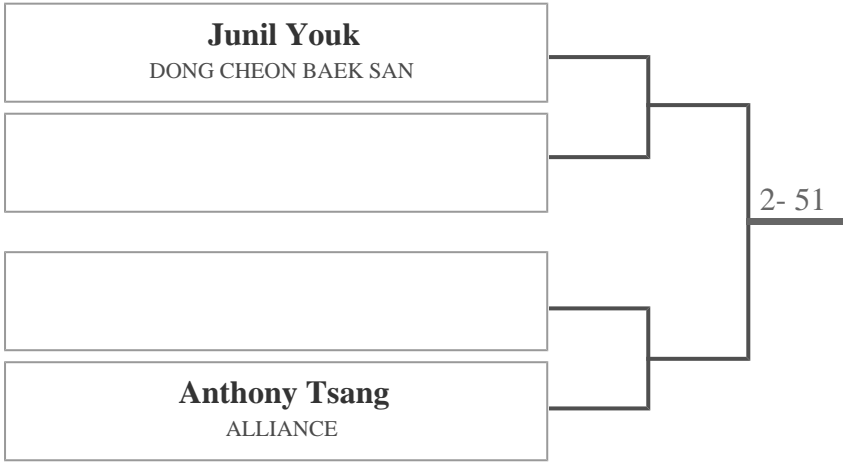 Junil Youk
DONG CHEON BAEK SAN
2- 51
Anthony Tsang
ALLIANCE